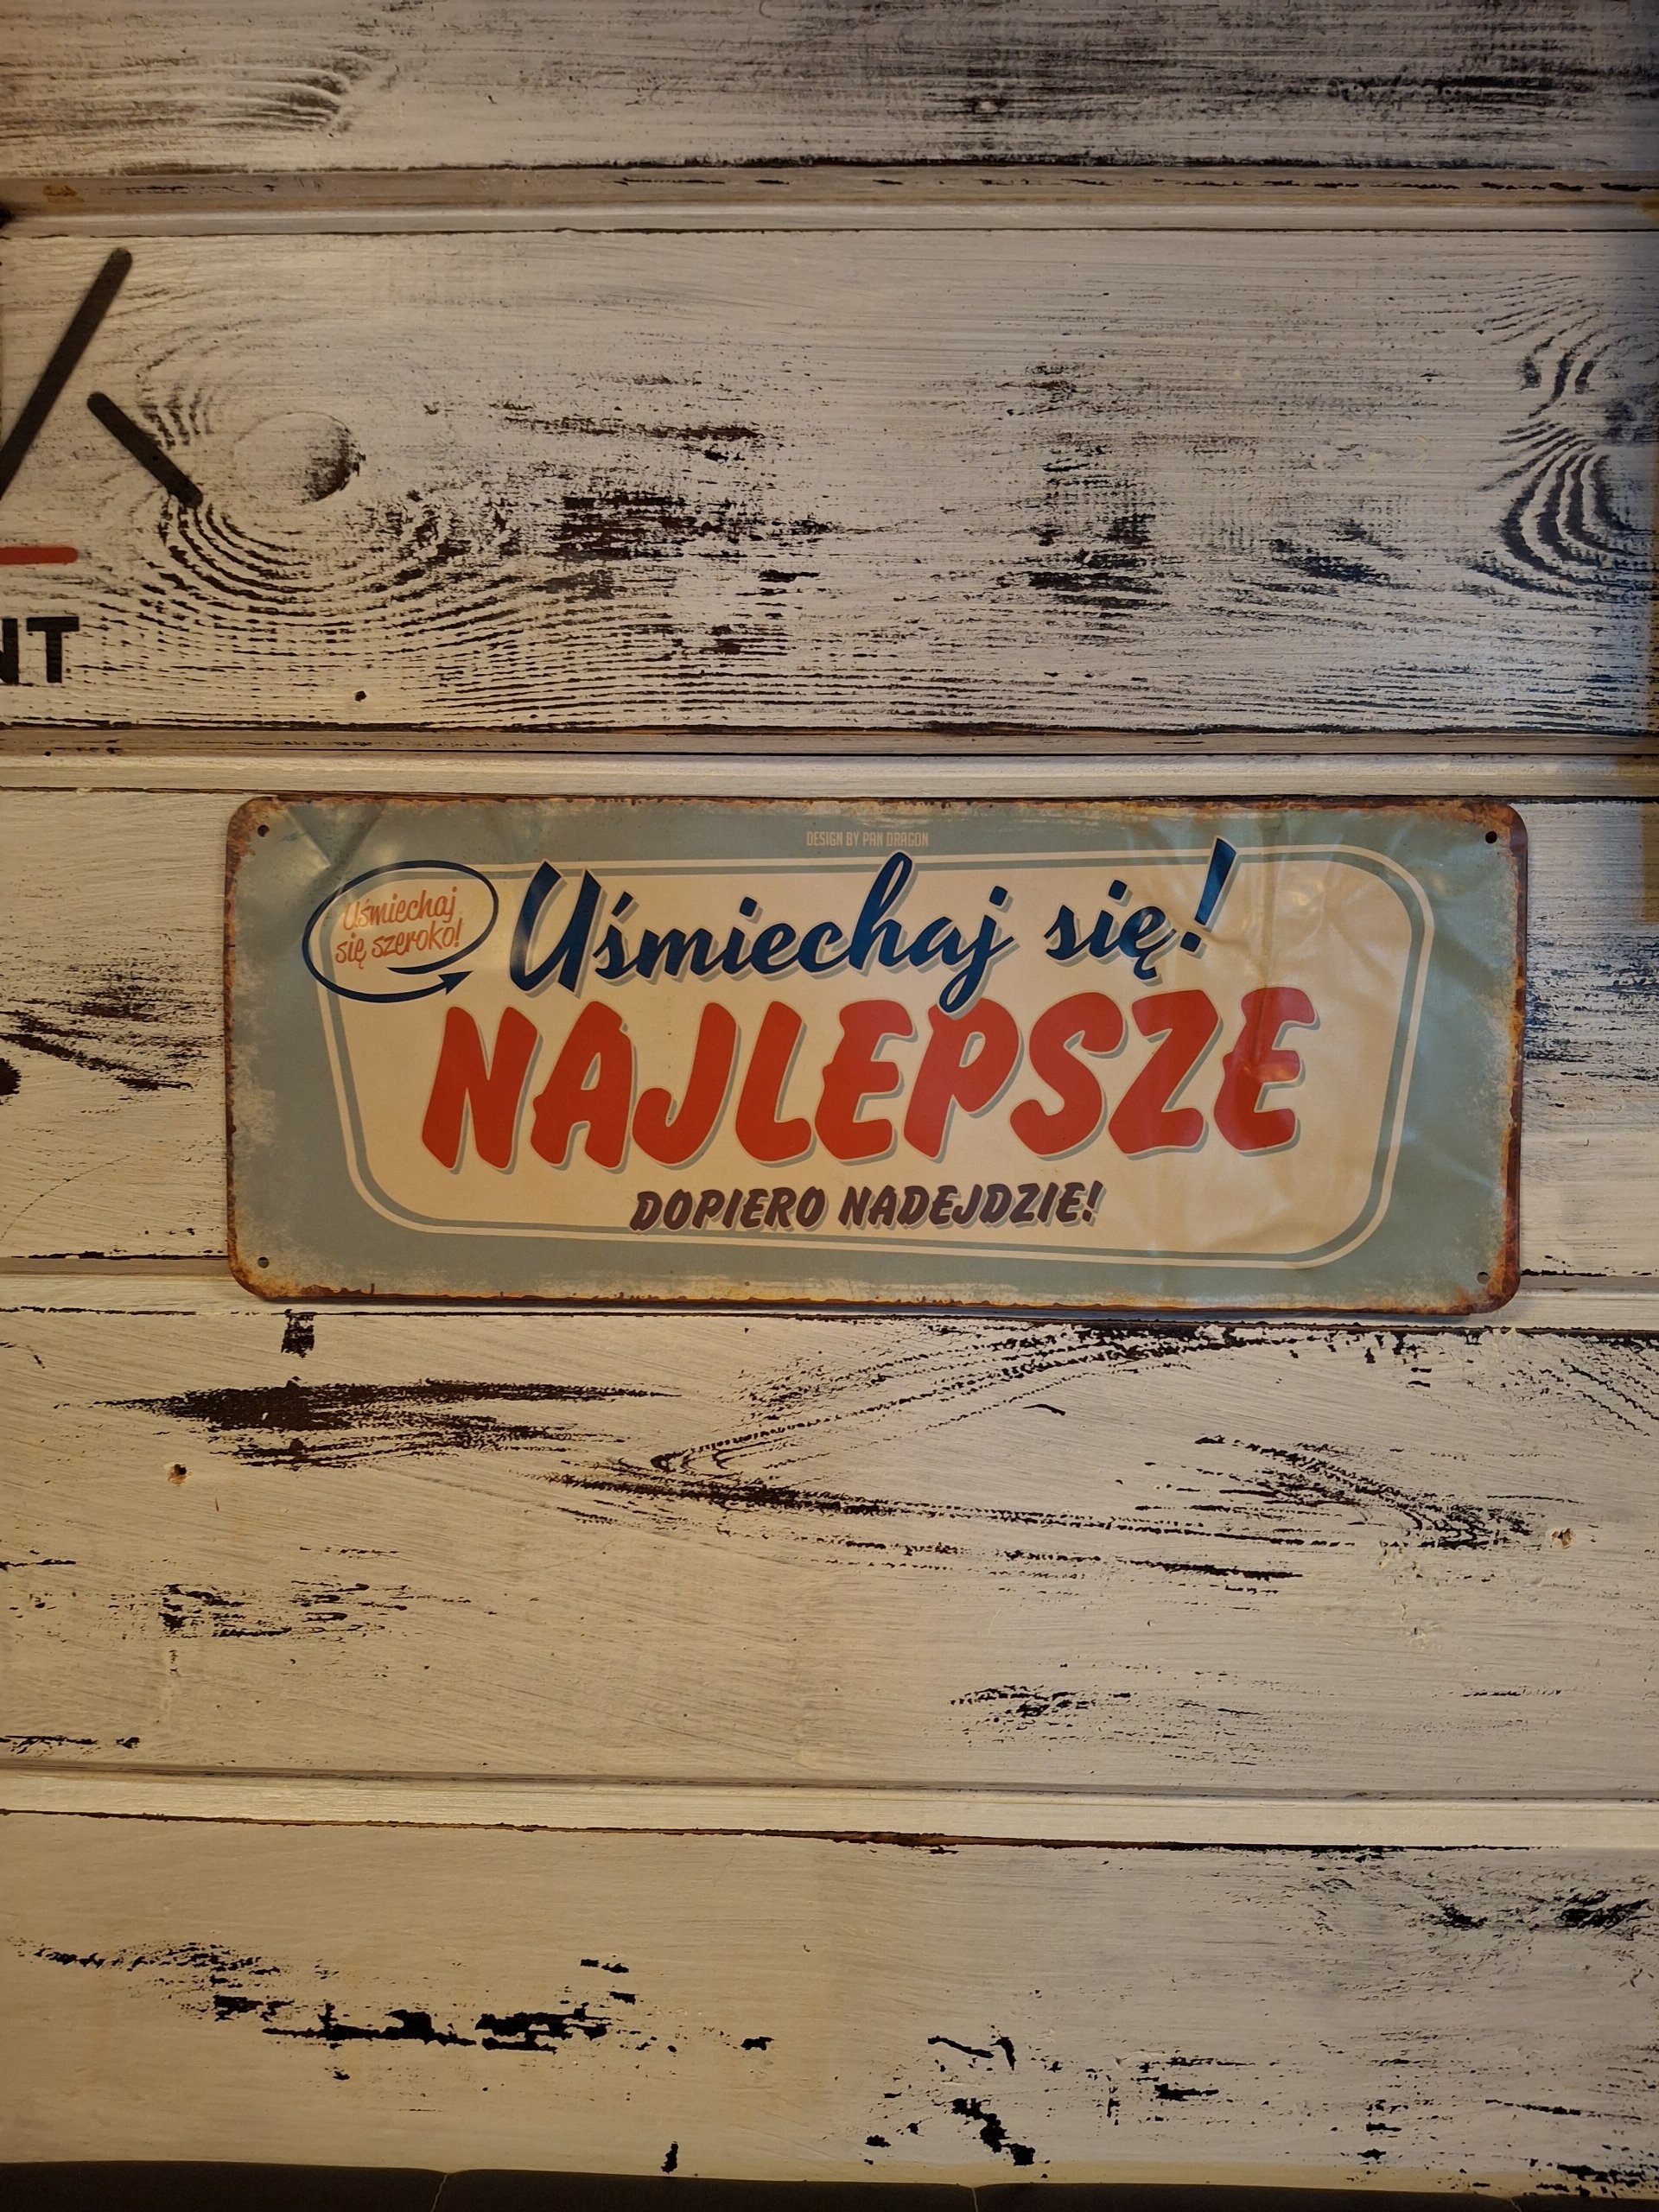 NT
DESIGN BY PAN DRAGON
Uśmiechaj
się szeroko!
Uśmiechaj się!
NAJLEPSZE
DOPIERO NADEJDZIE!